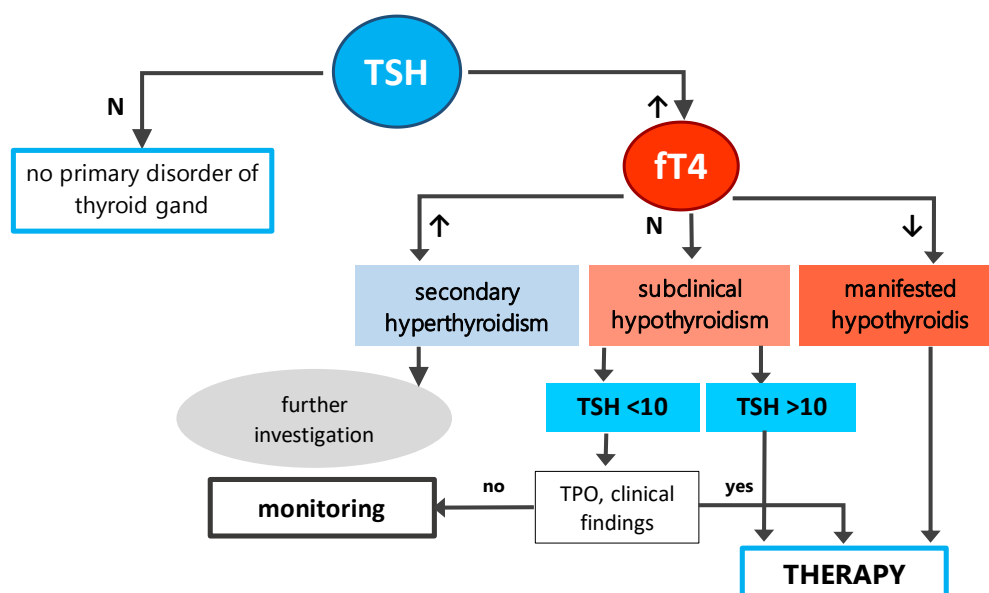 TSH
N
↑
no primary disorder of
thyroid gand
fT4
↑
N
↓
secondary
hyperthyroidism
subclinical
hypothyroidism
manifested
hypothyroidis
further
investigation
TSH <10
TSH >10
monitoring
no
TPO, clinical
findings
yes
THERAPY